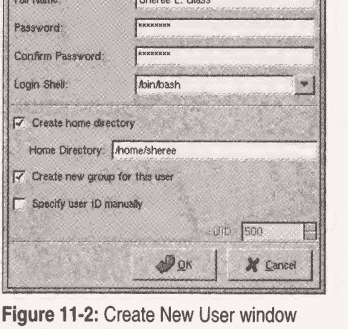 Full Name: Sheree L. Glass
Password: ********
Confirm Password: ********
Login Shell: /bin/bash
Create home directory
Home Directory: /home/sheree
Create new group for this user
Specify user ID manually
UID: 500
OK Cancel
Figure 11-2: Create New User window